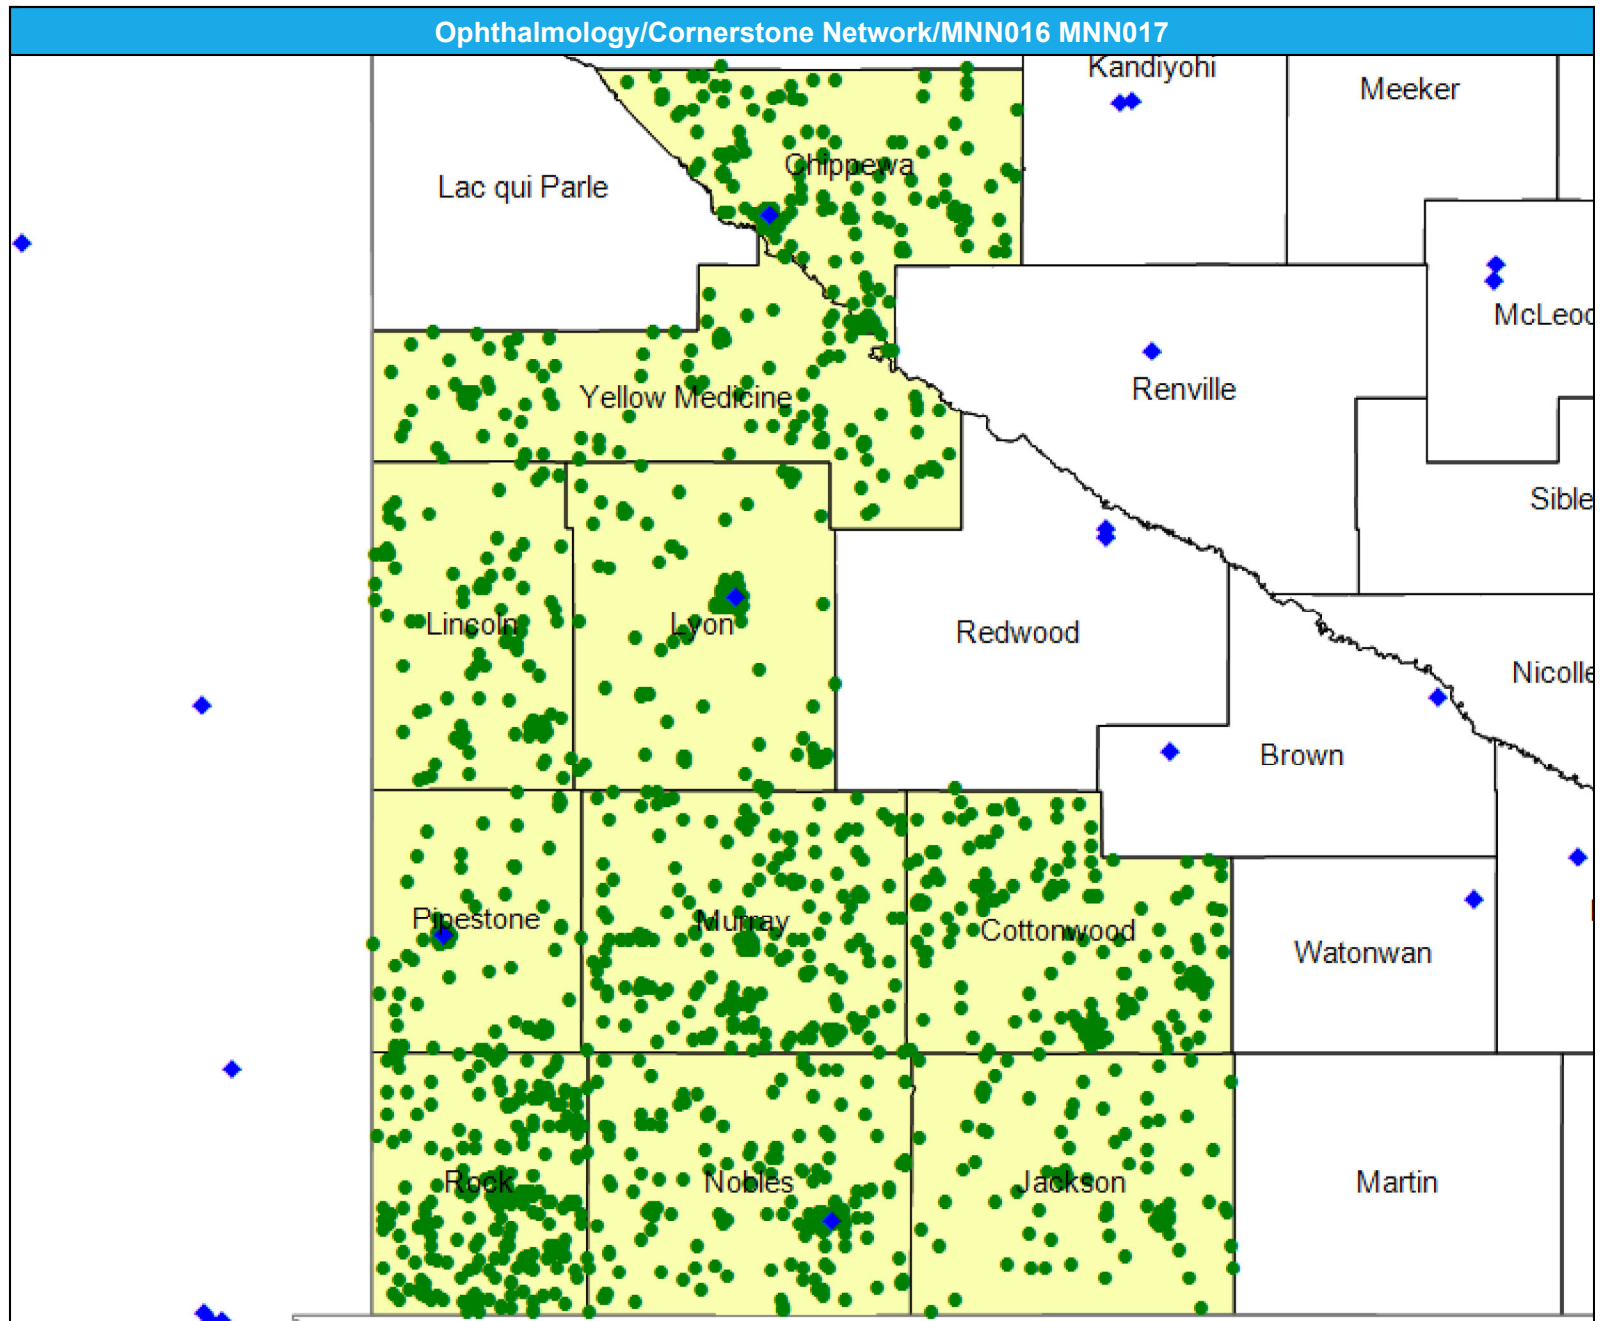 Ophthalmology/Cornerstone Network/MNN016 MNN017
Kandiyohi
Meeker
Chippewa
Lac qui Parle
McLeod
Renville
Yellow Medicine
Sible
Lincoln
Lyon
Redwood
Nicolle
Brown
Pipestone
Murray
Cottonwood
Watonwan
Rock
Nobles
Jackson
Martin